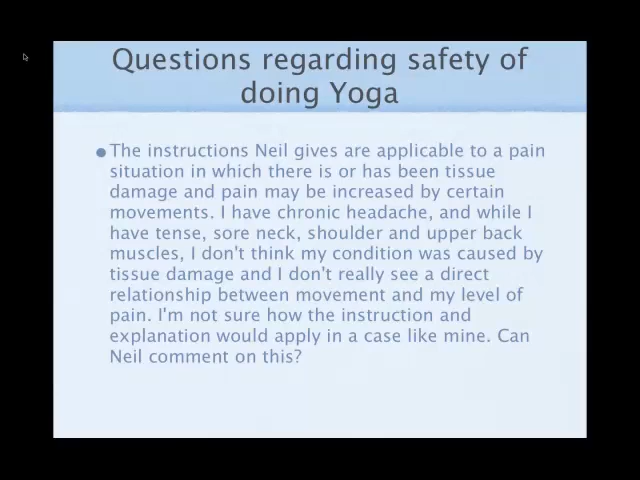 Questions regarding safety of
doing Yoga
• The instructions Neil gives are applicable to a pain
situation in which there is or has been tissue
damage and pain may be increased by certain
movements. I have chronic headache, and while I
have tense, sore neck, shoulder and upper back
muscles, I don't think my condition was caused by
tissue damage and I don't really see a direct
relationship between movement and my level of
pain. I'm not sure how the instruction and
explanation would apply in a case like mine. Can
Neil comment on this?